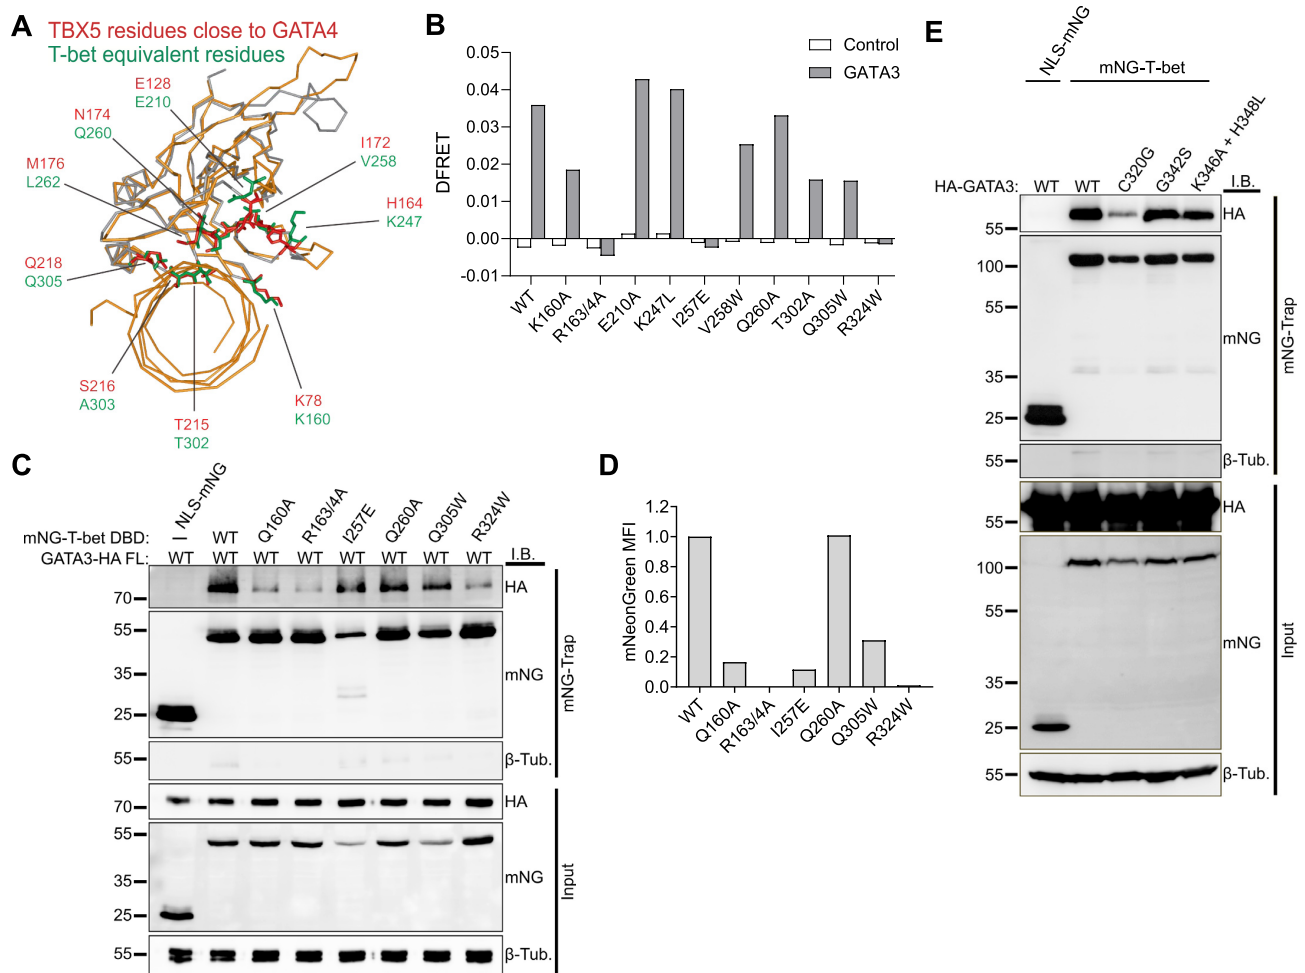 A
TBX5 residues close to GATA4
T-bet equivalent residues
E128
E210
N174
Q260
I172
V258
M176
L262
H164
K247
Q218
Q305
S216
A303
T215
T302
K78
K160
B
Control
GATA3
DFRET
0.05
0.04
0.03
0.02
0.01
0.00
-0.01
WT
K160A
R163/4A
E210A
K247L
I257E
V258W
Q260A
T302A
Q305W
R324W
C
NLS-mNG
mNG-T-bet DBD: WT Q160A R163/4A I257E Q260A Q305W R324W
GATA3-HA FL: WT WT WT WT WT WT WT WT I.B.
70 HA
55
35 mNG
25
55 β-Tub.
mNG-Trap
70 HA
55
35 mNG
25
55 β-Tub.
Input
D
mNeonGreen MFI
1.2
1.0
0.8
0.6
0.4
0.2
0.0
WT
Q160A
R163/4A
I257E
Q260A
Q305W
R324W
E
NLS-mNG
mNG-T-bet
HA-GATA3: WT WT C320G G342S K346A + H348L I.B.
55 HA
100
55
mNG
35
25
55 β-Tub.
mNG-Trap
55 HA
100
55
mNG
35
25
55 β-Tub.
Input